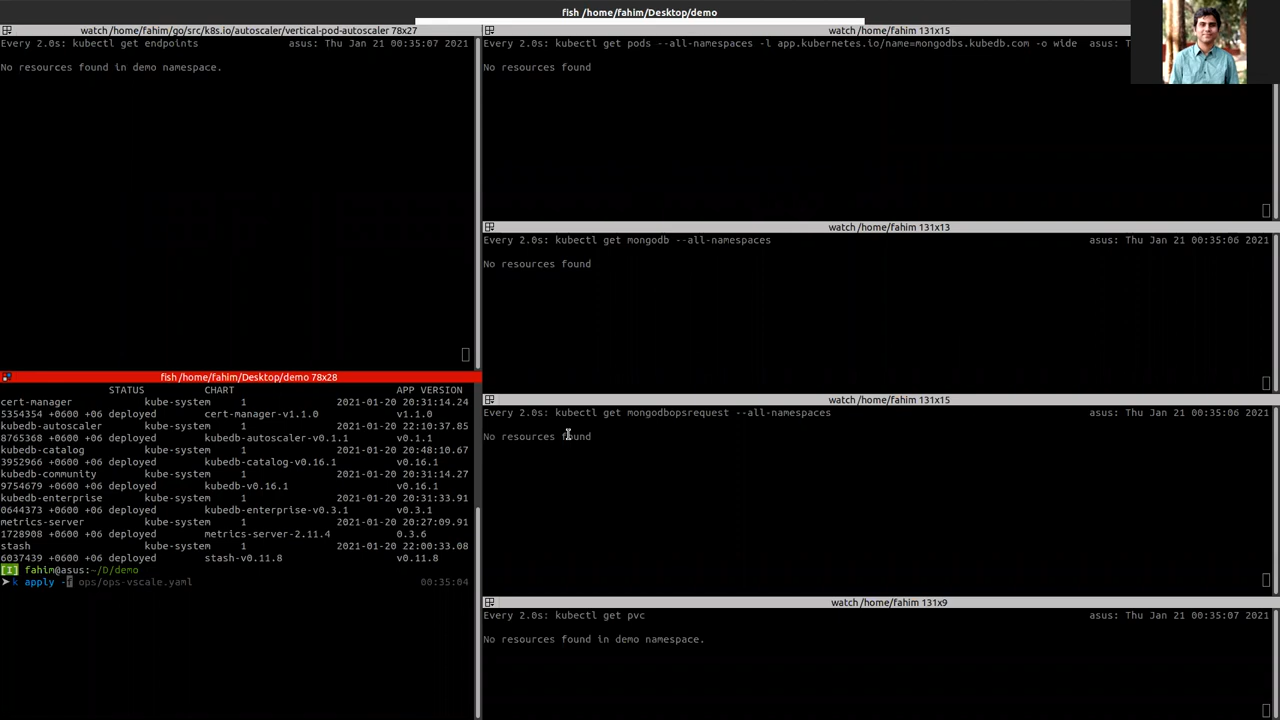 fish /home/fahim/Desktop/demo
watch /home/fahim/go/src/k8s.io/autoscaler/vertical-pod-autoscaler 78x27
Every 2.0s: kubectl get endpoints asus: Thu Jan 21 00:35:07 2021
No resources found in demo namespace.
fish /home/fahim/Desktop/demo 78x28
STATUS CHART APP VERSION
cert-manager kube-system 1 2021-01-20 20:31:14.24
5354354 +0600 +06 deployed cert-manager-v1.1.0 v1.1.0
kubedb-autoscaler kube-system 1 2021-01-20 22:10:37.85
8765368 +0600 +06 deployed kubedb-autoscaler-v0.1.1 v0.1.1
kubedb-catalog kube-system 1 2021-01-20 20:48:10.67
3952966 +0600 +06 deployed kubedb-catalog-v0.16.1 v0.16.1
kubedb-community kube-system 1 2021-01-20 20:31:14.27
9754679 +0600 +06 deployed kubedb-v0.16.1 v0.16.1
kubedb-enterprise kube-system 1 2021-01-20 20:31:33.91
0644373 +0600 +06 deployed kubedb-enterprise-v0.3.1 v0.3.1
metrics-server kube-system 1 2021-01-20 20:27:09.91
1728908 +0600 +06 deployed metrics-server-2.11.4 0.3.6
stash kube-system 1 2021-01-20 22:00:33.08
6037439 +0600 +06 deployed stash-v0.11.8 v0.11.8
[I] fahim@asus:~/D/demo
➤ k apply -f ops/ops-vscale.yaml 00:35:04
watch /home/fahim 131x15
Every 2.0s: kubectl get pods --all-namespaces -l app.kubernetes.io/name=mongodbs.kubedb.com -o wide asus: T
No resources found
watch /home/fahim 131x13
Every 2.0s: kubectl get mongodb --all-namespaces asus: Thu Jan 21 00:35:06 2021
No resources found
watch /home/fahim 131x15
Every 2.0s: kubectl get mongodbopsrequest --all-namespaces asus: Thu Jan 21 00:35:06 2021
No resources found
watch /home/fahim 131x9
Every 2.0s: kubectl get pvc asus: Thu Jan 21 00:35:07 2021
No resources found in demo namespace.